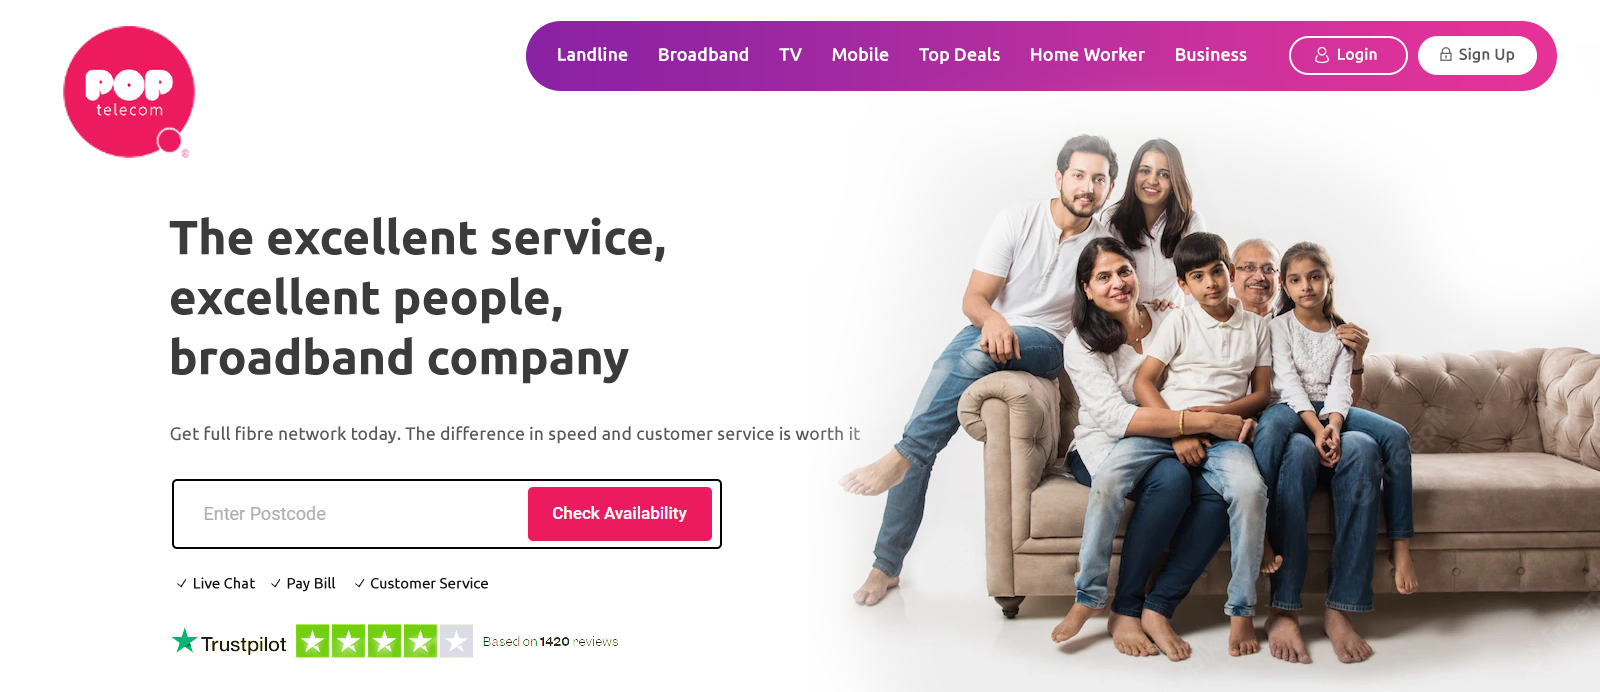 POP
telecom
®
Landline Broadband TV Mobile Top Deals Home Worker Business Login Sign Up
The excellent service,
excellent people,
broadband company
Get full fibre network today. The difference in speed and customer service is worth it
Enter Postcode Check Availability
Live Chat Pay Bill Customer Service
Trustpilot Based on 1420 reviews